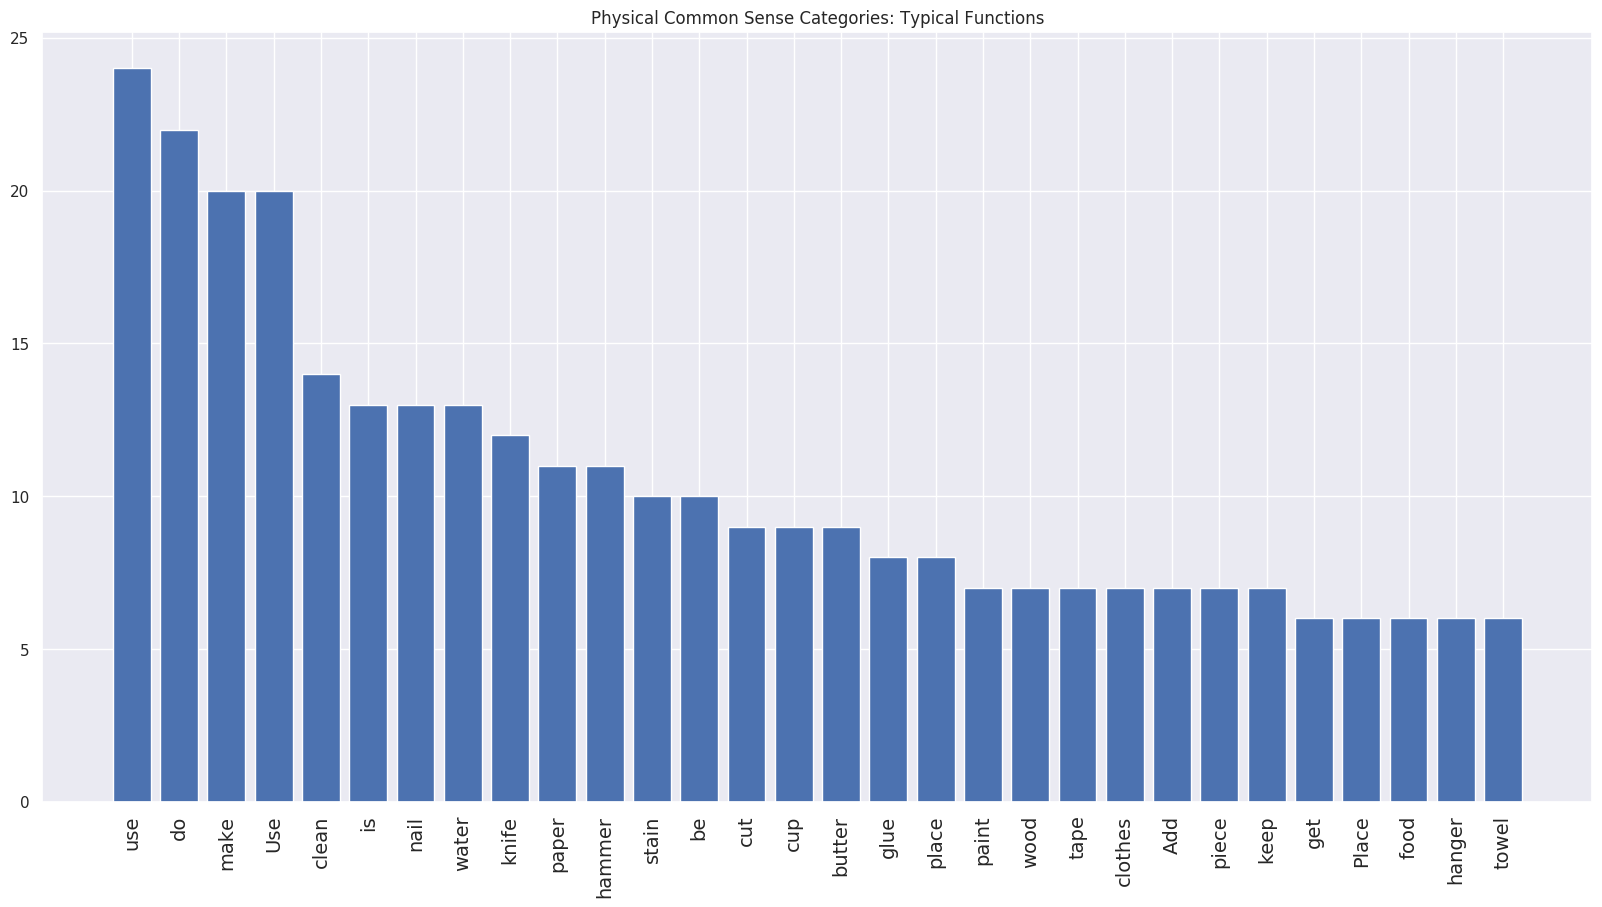 Physical Common Sense Categories: Typical Functions
25
20
15
10
5
0
use
do
make
Use
clean
is
nail
water
knife
paper
hammer
stain
be
cut
cup
butter
glue
place
paint
wood
tape
clothes
Add
piece
keep
get
Place
food
hanger
towel